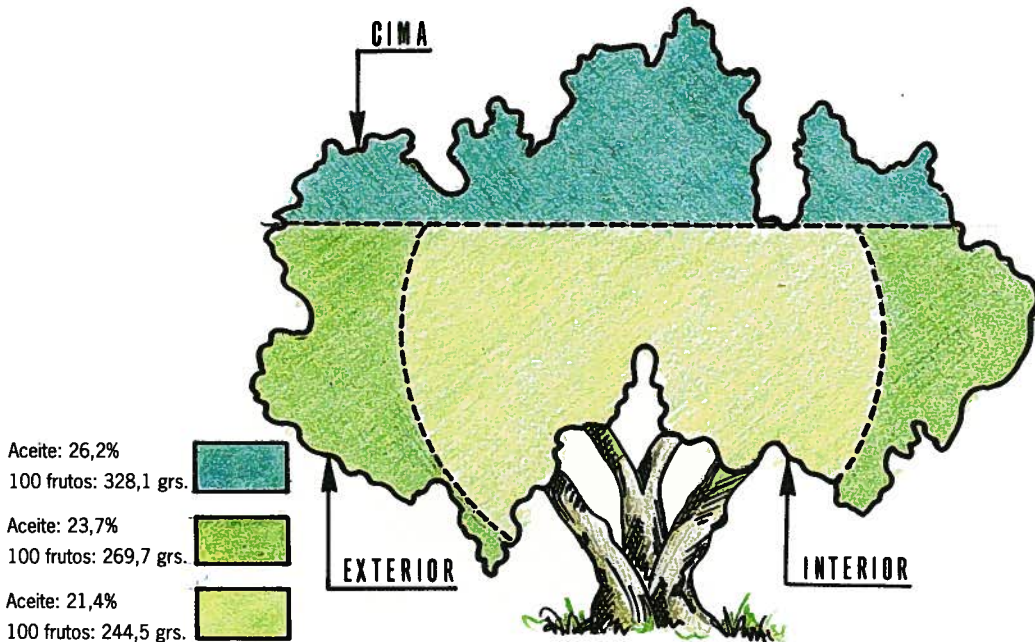 CIMA
Aceite: 26,2%
100 frutos: 328,1 grs.
Aceite: 23,7%
100 frutos: 269,7 grs.
Aceite: 21,4%
100 frutos: 244,5 grs.
EXTERIOR
INTERIOR